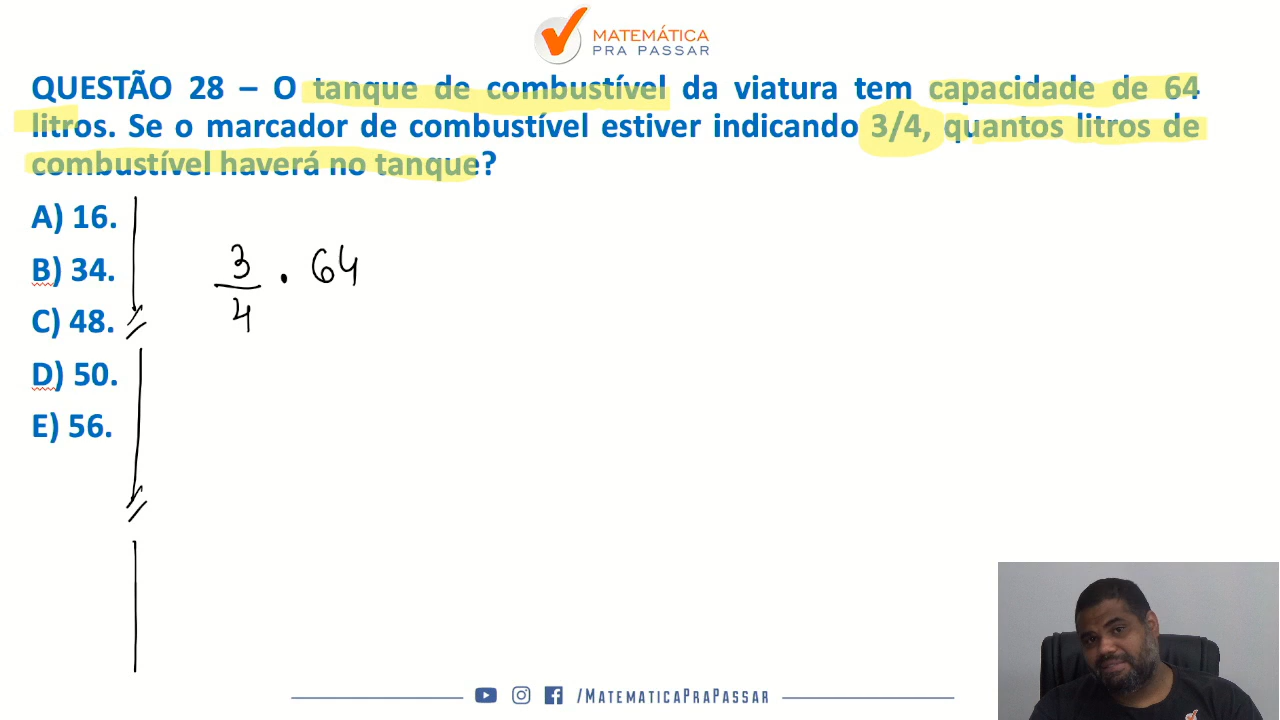 MATEMÁTICA
PRA PASSAR
QUESTÃO 28 – O tanque de combustível da viatura tem capacidade de 64
litros. Se o marcador de combustível estiver indicando 3/4, quantos litros de
combustível haverá no tanque?
A) 16.
B) 34.
C) 48.
D) 50.
E) 56.
3
4 . 64
/MATEMATICAPRAPASSAR